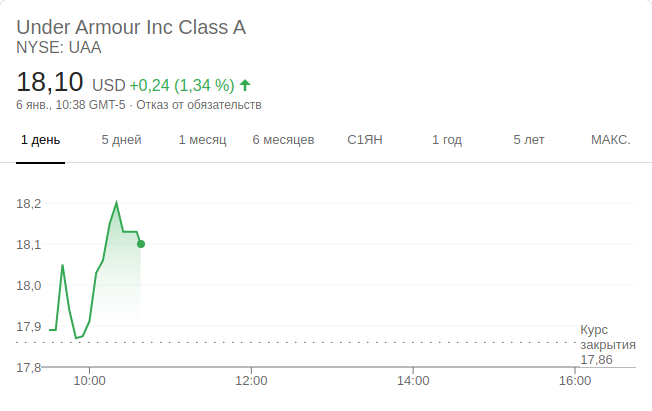 Under Armour Inc Class A
NYSE: UAA
18,10 USD +0,24 (1,34 %)
6 янв., 10:38 GMT-5 · Отказ от обязательств
1 день 5 дней 1 месяц 6 месяцев С1ЯН 1 год 5 лет МАКС.
18,2
18,1
18,0
17,9
Курс
закрытия
17,86
17,8
10:00 12:00 14:00 16:00